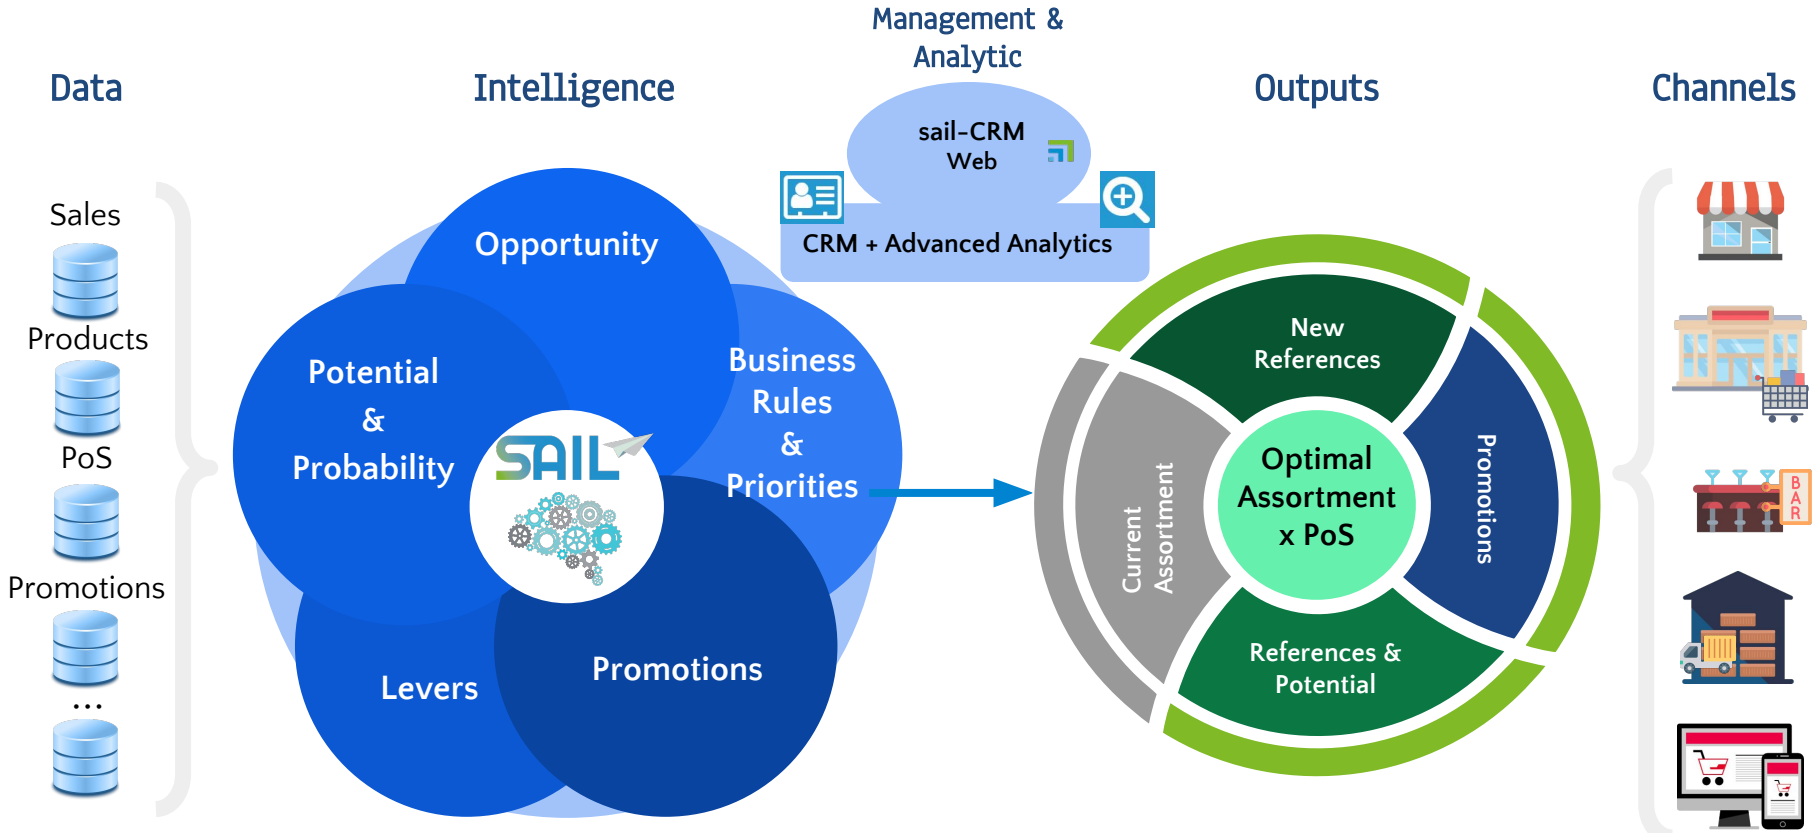 Data
Intelligence
Management &
Analytic
Outputs
Channels
Sales
Products
PoS
Promotions
...
Opportunity
Potential
&
Probability
Business
Rules
&
Priorities
SAIL
Levers
Promotions
sail-CRM
Web
CRM + Advanced Analytics
New
References
Promotions
Optimal
Assortment
x PoS
Current
Assortment
References &
Potential
BAR